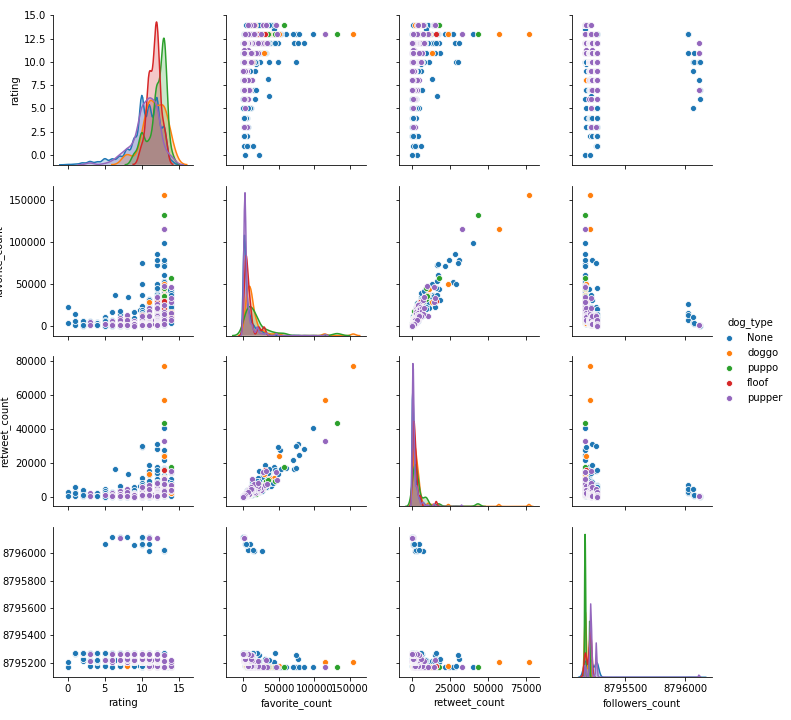 15.0
12.5
10.0
7.5
5.0
2.5
0.0
rating
150000
100000
50000
0
80000
60000
40000
20000
0
retweet_count
dog_type
None
doggo
puppo
floof
pupper
8796000
8795800
8795600
8795400
8795200
0 5 10 15
0 50000 100000 150000
0 25000 50000 75000
8795500 8796000
rating
favorite_count
retweet_count
followers_count